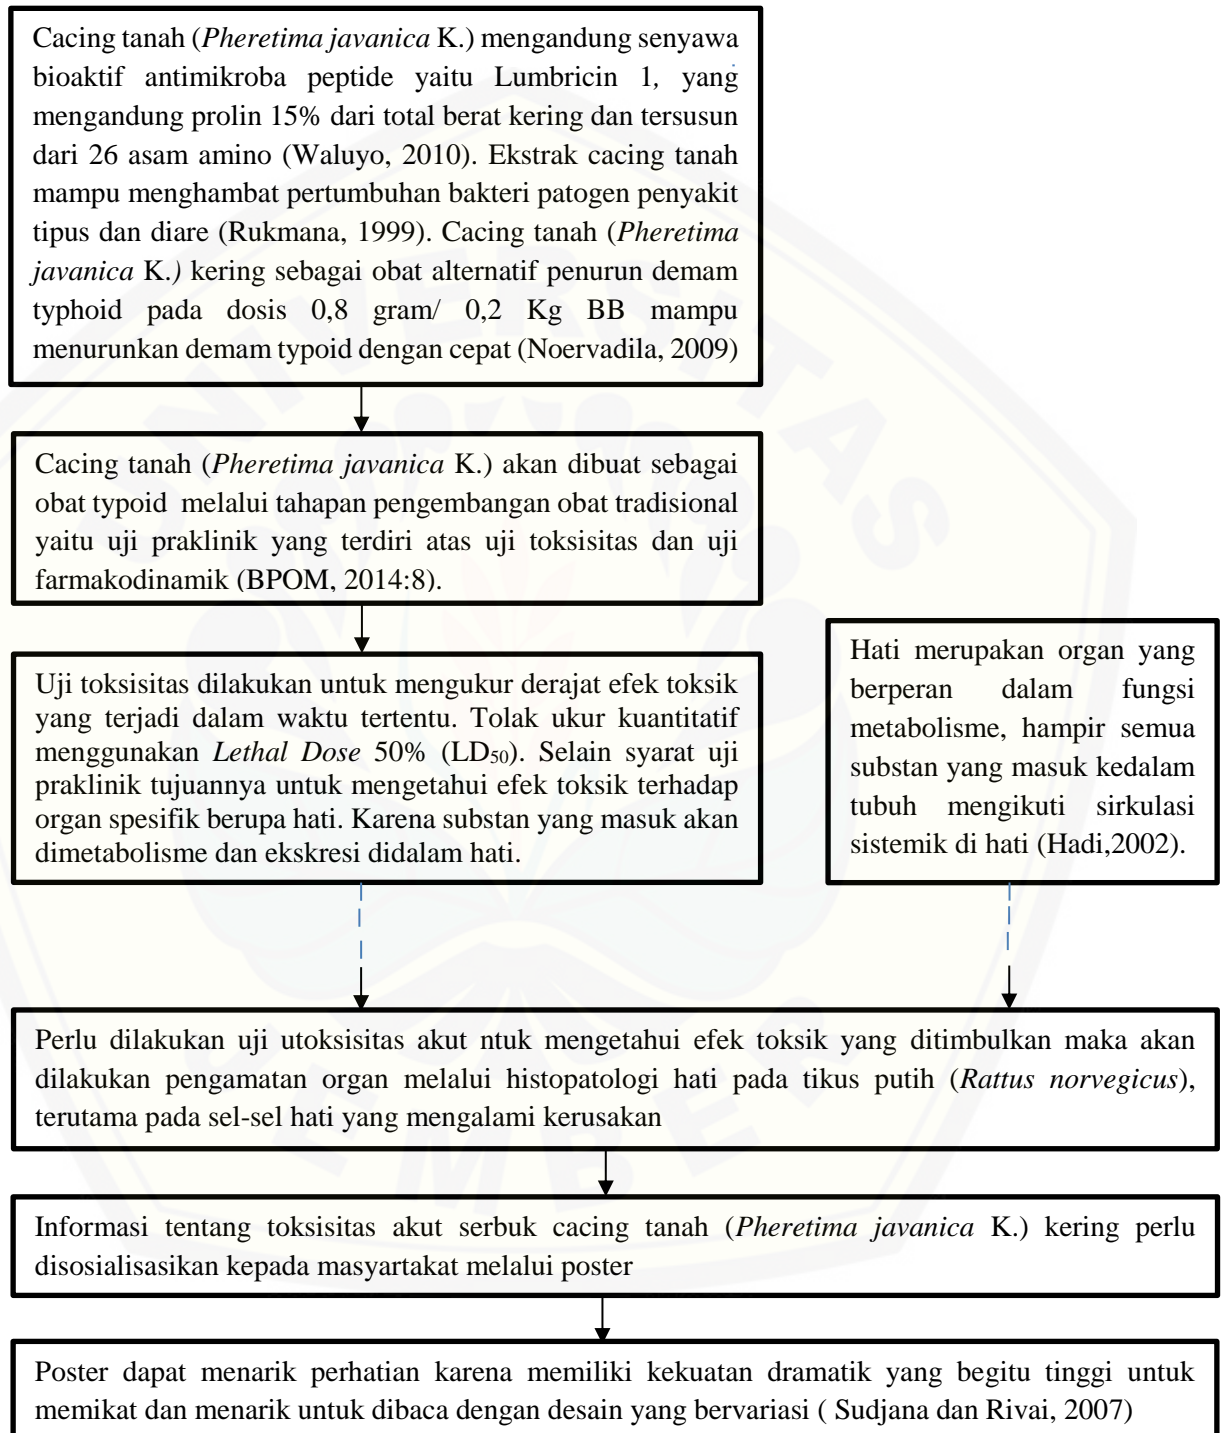 Cacing tanah (Pheretima javanica K.) mengandung senyawa
bioaktif antimikroba peptide yaitu Lumbricin 1, yang
mengandung prolin 15% dari total berat kering dan tersusun
dari 26 asam amino (Waluyo, 2010). Ekstrak cacing tanah
mampu menghambat pertumbuhan bakteri patogen penyakit
tipus dan diare (Rukmana, 1999). Cacing tanah (Pheretima
javanica K.) kering sebagai obat alternatif penurun demam
typhoid pada dosis 0,8 gram/ 0,2 Kg BB mampu
menurunkan demam typoid dengan cepat (Noervadila, 2009)
Cacing tanah (Pheretima javanica K.) akan dibuat sebagai
obat typoid melalui tahapan pengembangan obat tradisional
yaitu uji praklinik yang terdiri atas uji toksisitas dan uji
farmakodinamik (BPOM, 2014:8).
Uji toksisitas dilakukan untuk mengukur derajat efek toksik
yang terjadi dalam waktu tertentu. Tolak ukur kuantitatif
menggunakan Lethal Dose 50% (LD50). Selain syarat uji
praklinik tujuannya untuk mengetahui efek toksik terhadap
organ spesifik berupa hati. Karena substan yang masuk akan
dimetabolisme dan ekskresi didalam hati.
Hati merupakan organ yang
berperan dalam fungsi
metabolisme, hampir semua
substan yang masuk kedalam
tubuh mengikuti sirkulasi
sistemik di hati (Hadi,2002).
Perlu dilakukan uji utoksisitas akut ntuk mengetahui efek toksik yang ditimbulkan maka akan
dilakukan pengamatan organ melalui histopatologi hati pada tikus putih (Rattus norvegicus),
terutama pada sel-sel hati yang mengalami kerusakan
Informasi tentang toksisitas akut serbuk cacing tanah (Pheretima javanica K.) kering perlu
disosialisasikan kepada masyartakat melalui poster
Poster dapat menarik perhatian karena memiliki kekuatan dramatik yang begitu tinggi untuk
memikat dan menarik untuk dibaca dengan desain yang bervariasi ( Sudjana dan Rivai, 2007)
UNIVERSITAS
JEMBER